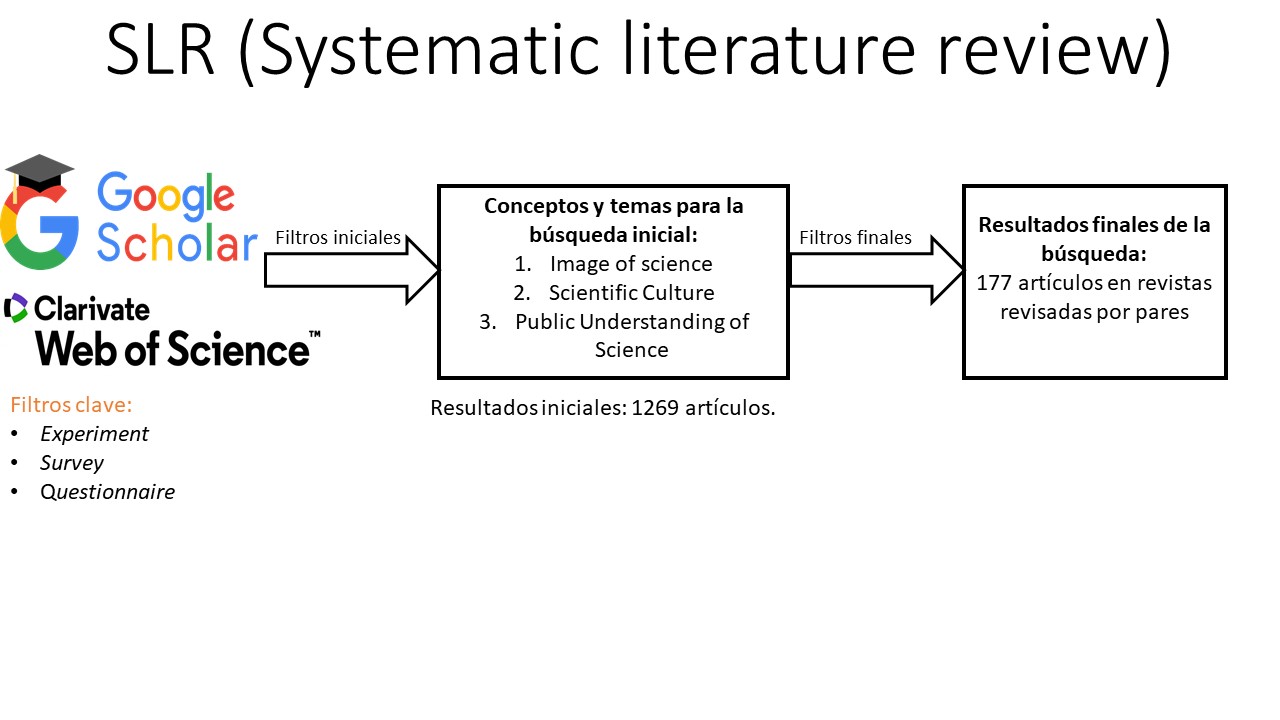 SLR (Systematic literature review)
Google
Scholar
Clarivate
Web of Science™
Filtros clave:
• Experiment
• Survey
• Questionnaire
Filtros iniciales
Conceptos y temas para la
búsqueda inicial:
1. Image of science
2. Scientific Culture
3. Public Understanding of
Science
Resultados iniciales: 1269 artículos.
Filtros finales
Resultados finales de la
búsqueda:
177 artículos en revistas
revisadas por pares